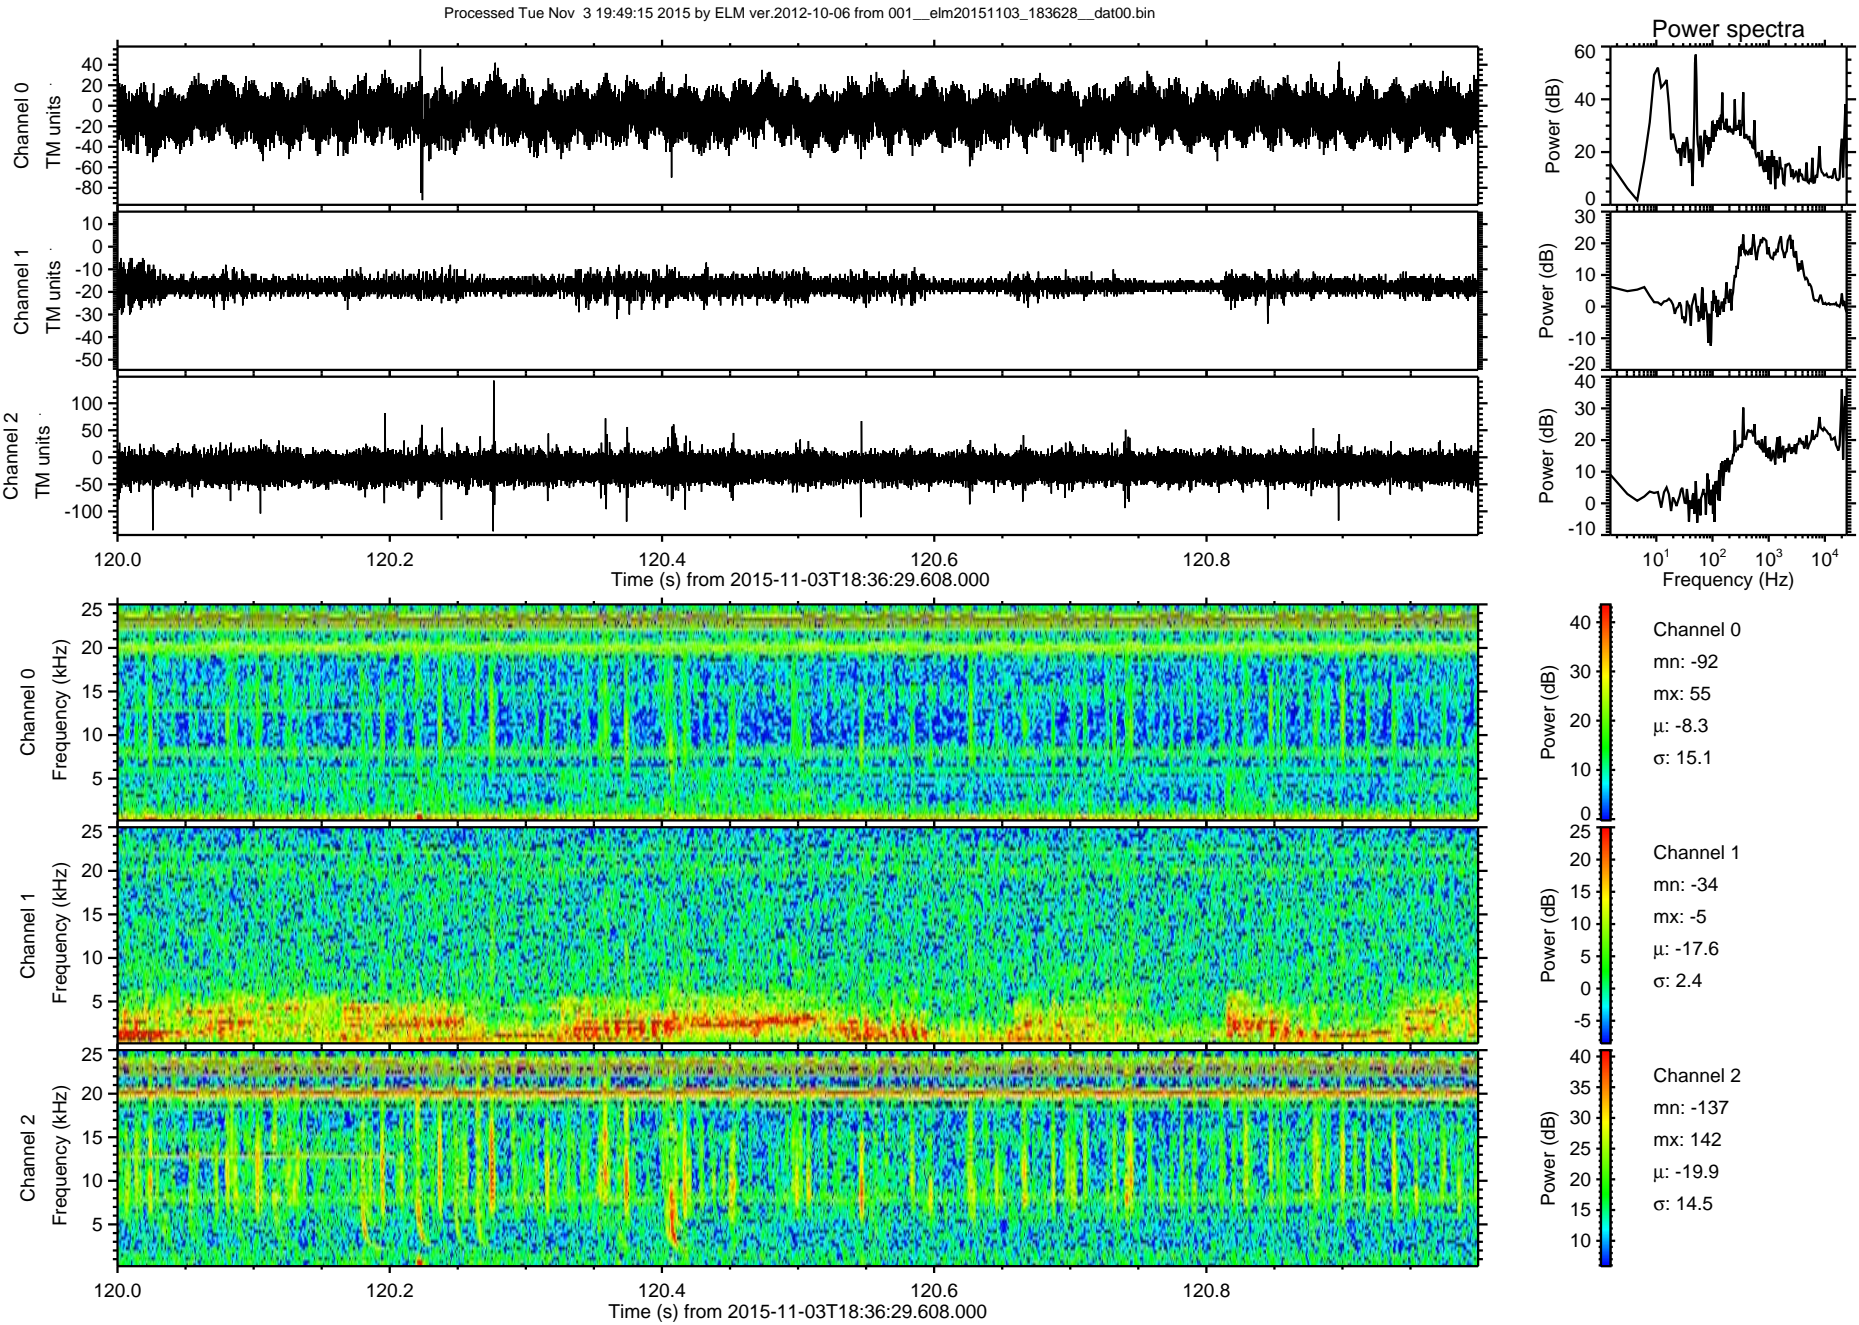 Processed Tue Nov  3 19:49:15 2015 by ELM ver.2012-10-06 from 001__elm20151103_183628__dat00.bin
Power spectra
Channel 0
TM units
40
20
0
-20
-40
-60
-80
Power (dB)
60
40
20
0
Channel 1
TM units
10
0
-10
-20
-30
-40
-50
Power (dB)
30
20
10
0
-10
-20
Channel 2
TM units
100
50
0
-50
-100
Power (dB)
40
30
20
10
0
-10
120.0 120.2 120.4 120.6 120.8
Time (s) from 2015-11-03T18:36:29.608.000
10^1 10^2 10^3 10^4
Frequency (Hz)
Channel 0
Frequency (kHz)
25
20
15
10
5
Power (dB)
40
30
20
10
0
Channel 0
mn: -92
mx: 55
μ: -8.3
σ: 15.1
Channel 1
Frequency (kHz)
25
20
15
10
5
Power (dB)
25
20
15
10
5
0
-5
Channel 1
mn: -34
mx: -5
μ: -17.6
σ: 2.4
Channel 2
Frequency (kHz)
25
20
15
10
5
Power (dB)
40
35
30
25
20
15
10
Channel 2
mn: -137
mx: 142
μ: -19.9
σ: 14.5
120.0 120.2 120.4 120.6 120.8
Time (s) from 2015-11-03T18:36:29.608.000